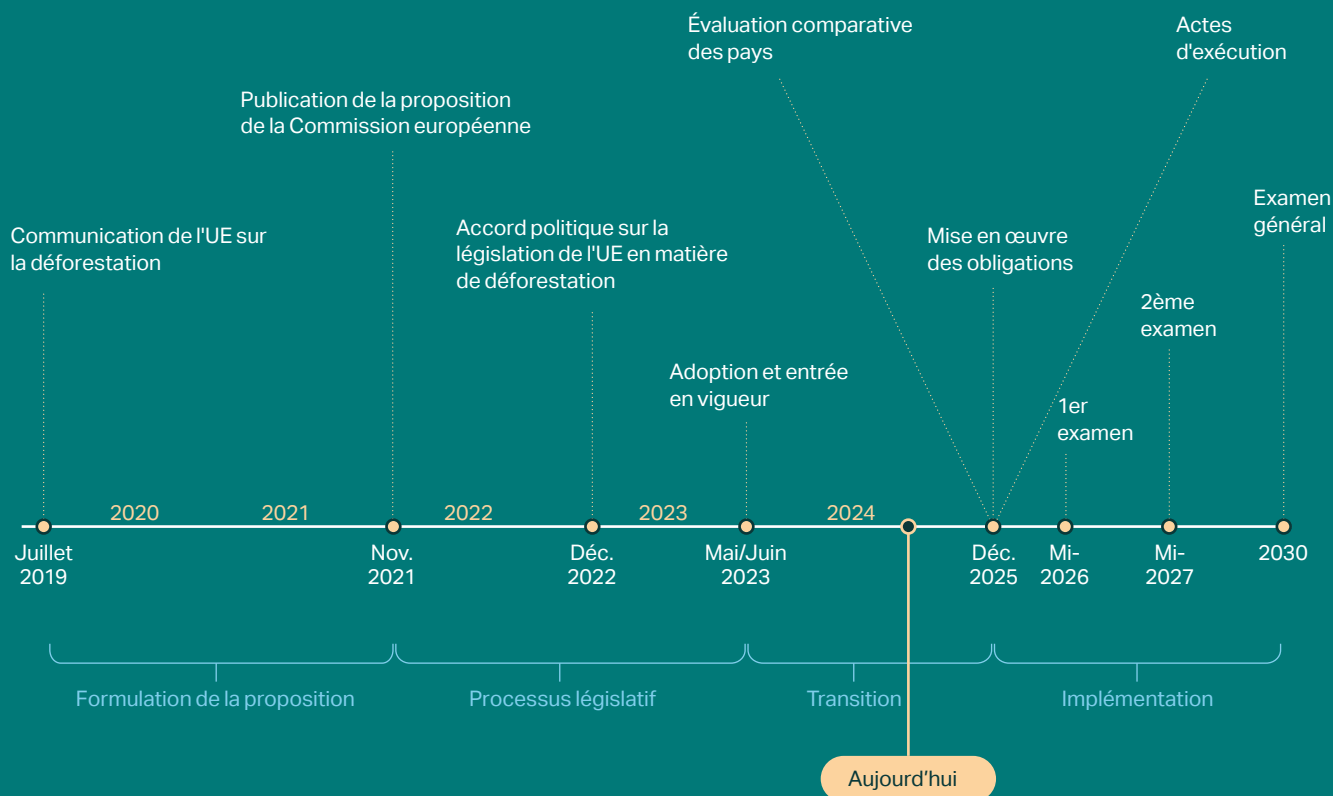 Évaluation comparative
des pays
Actes
d'exécution
Publication de la proposition
de la Commission européenne
Examen
général
Communication de l'UE sur
la déforestation
Accord politique sur la
législation de l'UE en matière
de déforestation
Mise en œuvre
des obligations
2ème
examen
Adoption et entrée
en vigueur
1er
examen
2020
2021
2022
2023
2024
Juillet
2019
Nov.
2021
Déc.
2022
Mai/Juin
2023
Déc.
2025
Mi-
2026
Mi-
2027
2030
Formulation de la proposition
Processus législatif
Transition
Implémentation
Aujourd'hui